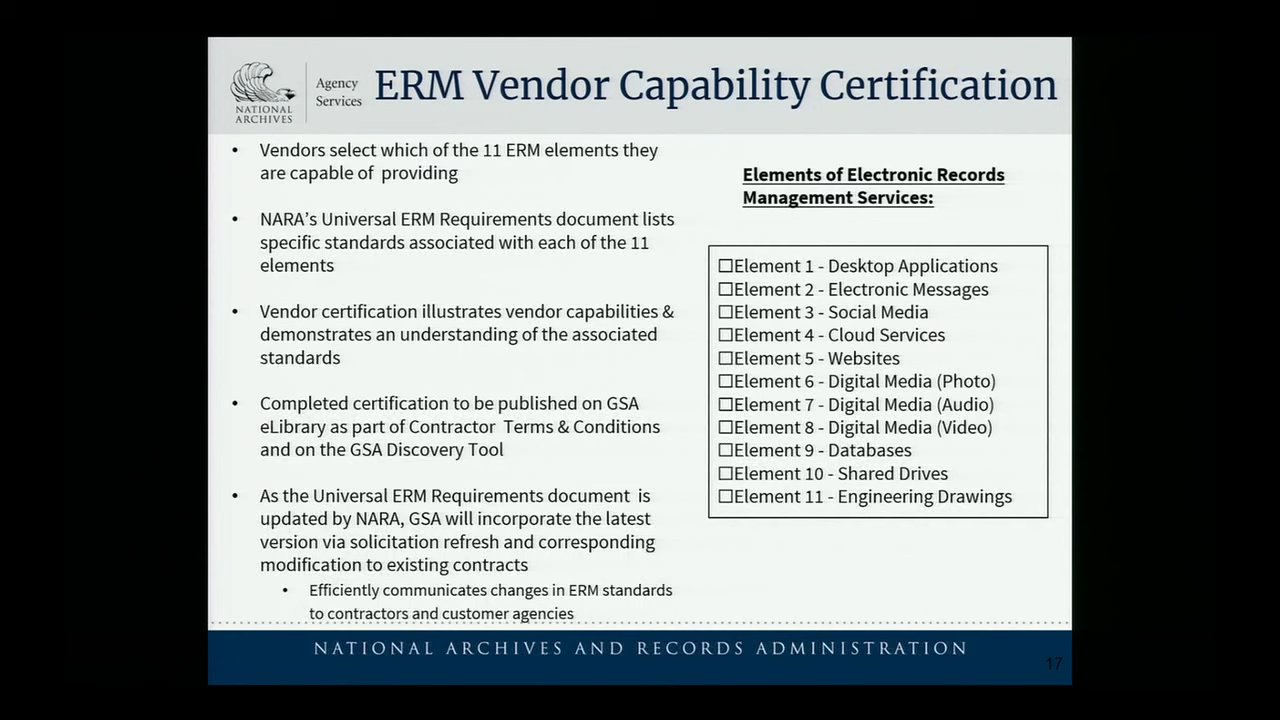 NATIONAL
ARCHIVES
Agency
Services
ERM Vendor Capability Certification
• Vendors select which of the 11 ERM elements they
are capable of providing
• NARA's Universal ERM Requirements document lists
specific standards associated with each of the 11
elements
• Vendor certification illustrates vendor capabilities &
demonstrates an understanding of the associated
standards
• Completed certification to be published on GSA
eLibrary as part of Contractor Terms & Conditions
and on the GSA Discovery Tool
• As the Universal ERM Requirements document is
updated by NARA, GSA will incorporate the latest
version via solicitation refresh and corresponding
modification to existing contracts
• Efficiently communicates changes in ERM standards
to contractors and customer agencies
Elements of Electronic Records
Management Services:
☐Element 1 - Desktop Applications
☐Element 2 - Electronic Messages
☐Element 3 - Social Media
☐Element 4 - Cloud Services
☐Element 5 - Websites
☐Element 6 - Digital Media (Photo)
☐Element 7 - Digital Media (Audio)
☐Element 8 - Digital Media (Video)
☐Element 9 - Databases
☐Element 10 - Shared Drives
☐Element 11 - Engineering Drawings
NATIONAL ARCHIVES AND RECORDS ADMINISTRATION
17